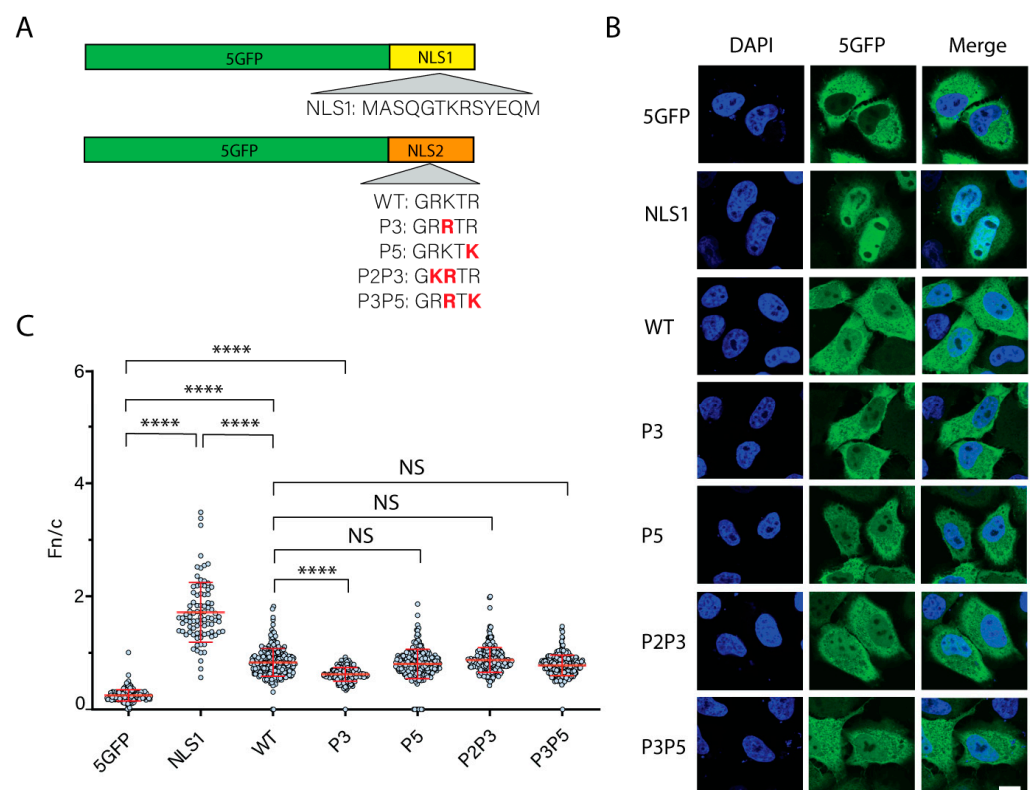 A
5GFP
NLS1
NLS1: MASQGTKRSYEQM
5GFP
NLS2
WT: GRKTR
P3: GRRTR
P5: GRKTK
P2P3: GKRTR
P3P5: GRRTK
B
DAPI 5GFP Merge
5GFP
NLS1
WT
P3
P5
P2P3
P3P5
C
****
****
**** ****
NS
NS
NS
****
Fn/c
6
4
2
0
5GFP NLS1 WT P3 P5 P2P3 P3P5